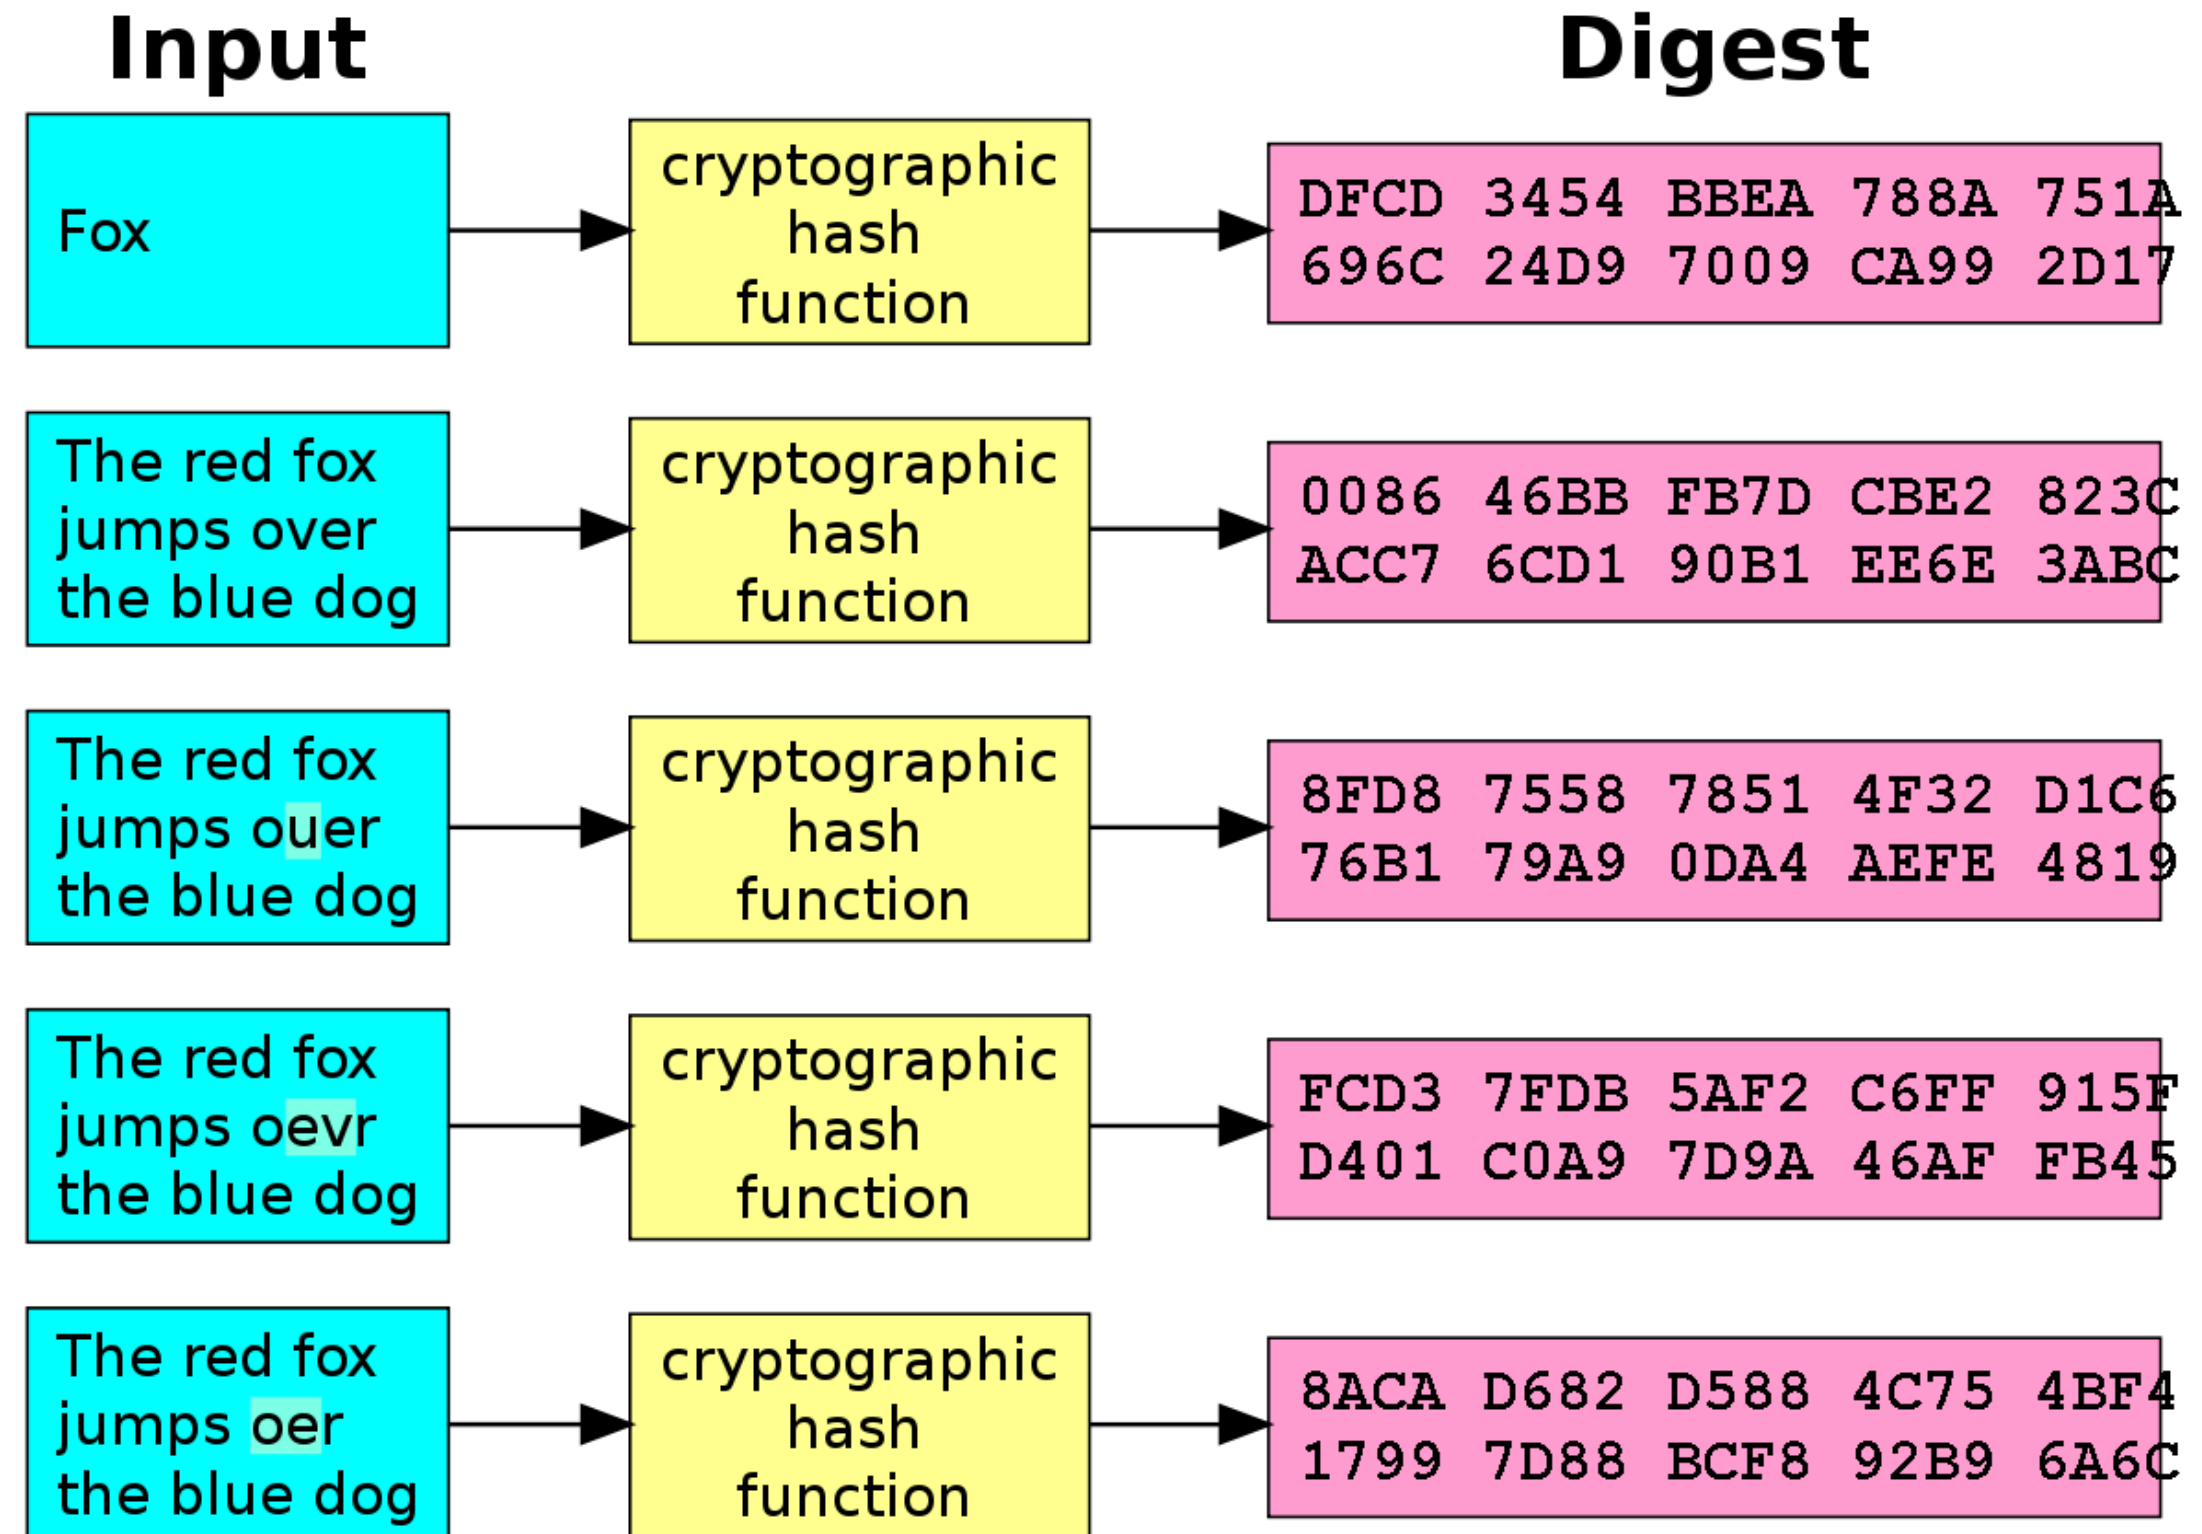 Input
Digest
Fox
cryptographic
hash
function
DFCD 3454 BBEA 788A 751A
696C 24D9 7009 CA99 2D17
The red fox
jumps over
the blue dog
cryptographic
hash
function
0086 46BB FB7D CBE2 823C
ACC7 6CD1 90B1 EE6E 3ABC
The red fox
jumps ouer
the blue dog
cryptographic
hash
function
8FD8 7558 7851 4F32 D1C6
76B1 79A9 0DA4 AEFE 4819
The red fox
jumps oevr
the blue dog
cryptographic
hash
function
FCD3 7FDB 5AF2 C6FF 915F
D401 C0A9 7D9A 46AF FB45
The red fox
jumps oer
the blue dog
cryptographic
hash
function
8ACA D682 D588 4C75 4BF4
1799 7D88 BCF8 92B9 6A6C